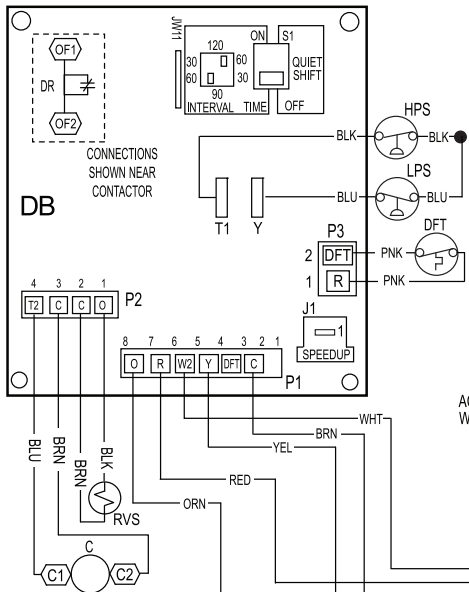 OF1
DR
OF2
CONNECTIONS
SHOWN NEAR
CONTACTOR
DB
JW11
120
30 60
60 30
90
INTERVAL TIME
ON S1
QUIET
SHIFT
OFF
HPS
BLK BLK
LPS
BLU BLU
T1 Y
P3
2 DFT
1 R
DFT
PNK
PNK
J1
1
SPEEDUP
4 3 2 1
T2 C C O
P2
8 7 6 5 4 3 2 1
O R W2 Y DFT C
P1
WHT
BRN
YEL
RED
ORN
BLU
BRN
BRN
BLK
RVS
C
C1 C2
AC
W